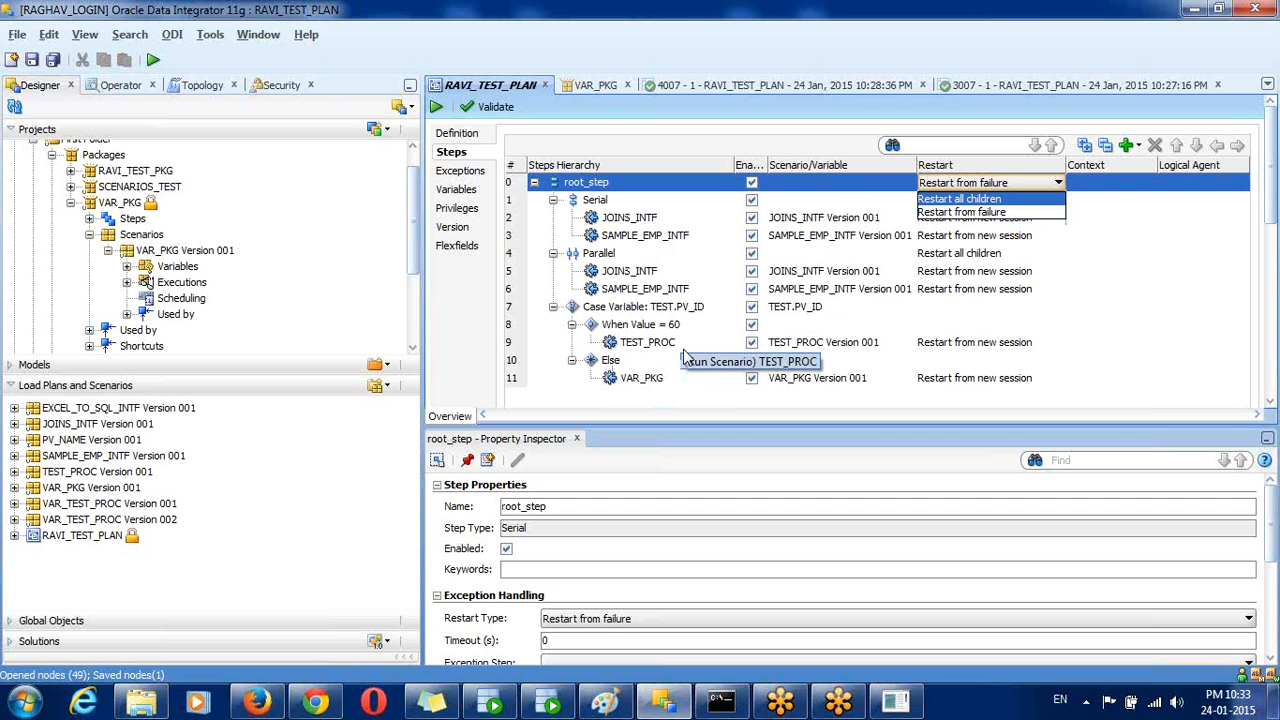 [RAGHAV_LOGIN] Oracle Data Integrator 11g : RAVI_TEST_PLAN
File Edit View Search ODI Tools Window Help
Designer Operator Topology Security
Projects
First Folder
Packages
RAVI_TEST_PKG
SCENARIOS_TEST
VAR_PKG
Steps
Scenarios
VAR_PKG Version 001
Variables
Executions
Scheduling
Used by
Used by
Shortcuts
Models
Load Plans and Scenarios
EXCEL_TO_SQL_INTF Version 001
JOINS_INTF Version 001
PV_NAME Version 001
SAMPLE_EMP_INTF Version 001
TEST_PROC Version 001
VAR_PKG Version 001
VAR_TEST_PROC Version 001
VAR_TEST_PROC Version 002
RAVI_TEST_PLAN
Global Objects
Solutions
Opened nodes (49); Saved nodes(1)
RAVI_TEST_PLAN VAR_PKG 4007 - 1 - RAVI_TEST_PLAN - 24 Jan, 2015 10:28:36 PM 3007 - 1 - RAVI_TEST_PLAN - 24 Jan, 2015 10:27:16 PM
Validate
Definition
Steps
Exceptions
Variables
Privileges
Version
Flexfields
# Steps Hierarchy Ena... Scenario/Variable Restart Context Logical Agent
0 root_step Restart from failure
1 Serial Restart all children
Restart from failure
2 JOINS_INTF JOINS_INTF Version 001 Restart from new session
3 SAMPLE_EMP_INTF SAMPLE_EMP_INTF Version 001 Restart from new session
4 Parallel Restart all children
5 JOINS_INTF JOINS_INTF Version 001 Restart from new session
6 SAMPLE_EMP_INTF SAMPLE_EMP_INTF Version 001 Restart from new session
7 Case Variable: TEST.PV_ID TEST.PV_ID
8 When Value = 60
9 TEST_PROC TEST_PROC Version 001 Restart from new session
10 Else
(Run Scenario) TEST_PROC
11 VAR_PKG VAR_PKG Version 001 Restart from new session
Overview
root_step - Property Inspector
Find
Step Properties
Name: root_step
Step Type: Serial
Enabled:
Keywords:
Exception Handling
Restart Type: Restart from failure
Timeout (s): 0
Exception Step:
EN
PM 10:33
24-01-2015